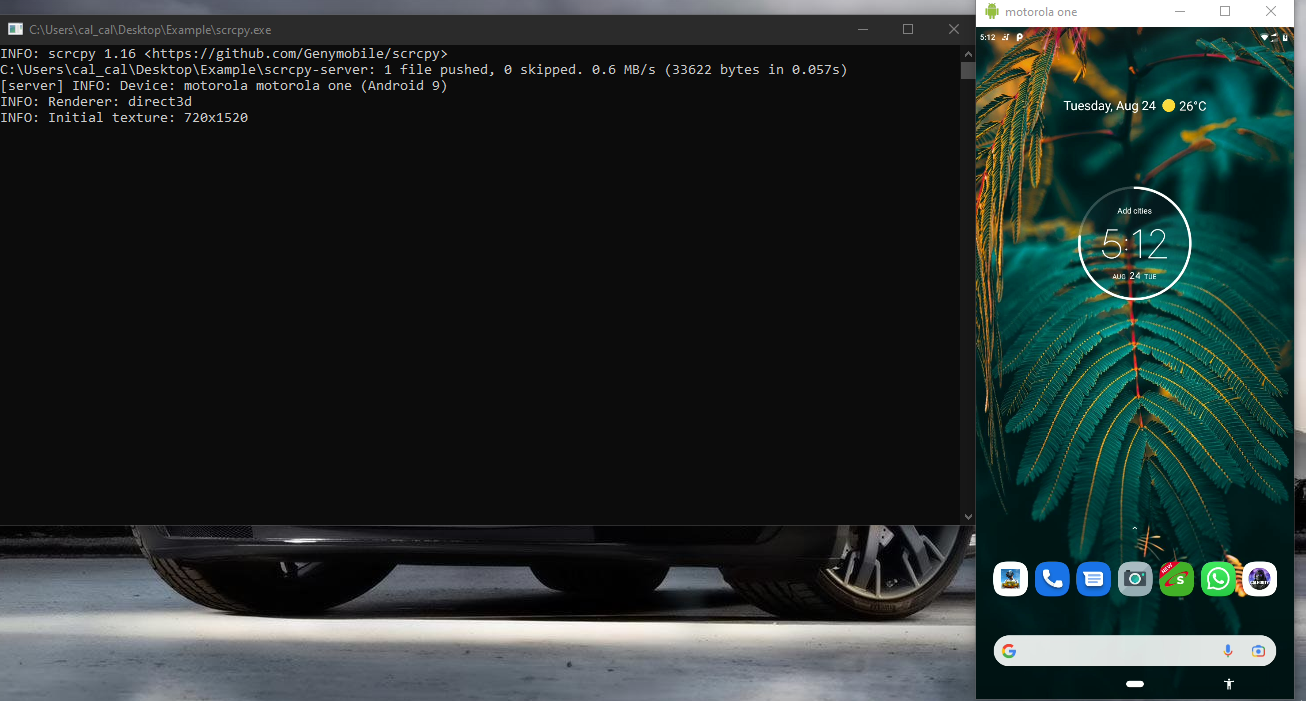 C:\Users\cal_cal\Desktop\Example\scrcpy.exe
INFO: scrcpy 1.16 <https://github.com/Genymobile/scrcpy>
C:\Users\cal_cal\Desktop\Example\scrcpy-server: 1 file pushed, 0 skipped. 0.6 MB/s (33622 bytes in 0.057s)
[server] INFO: Device: motorola motorola one (Android 9)
INFO: Renderer: direct3d
INFO: Initial texture: 720x1520
motorola one
5:12
Tuesday, Aug 24 26°C
Add cities
5:12
AUG 24 TUE
NEW
S
G